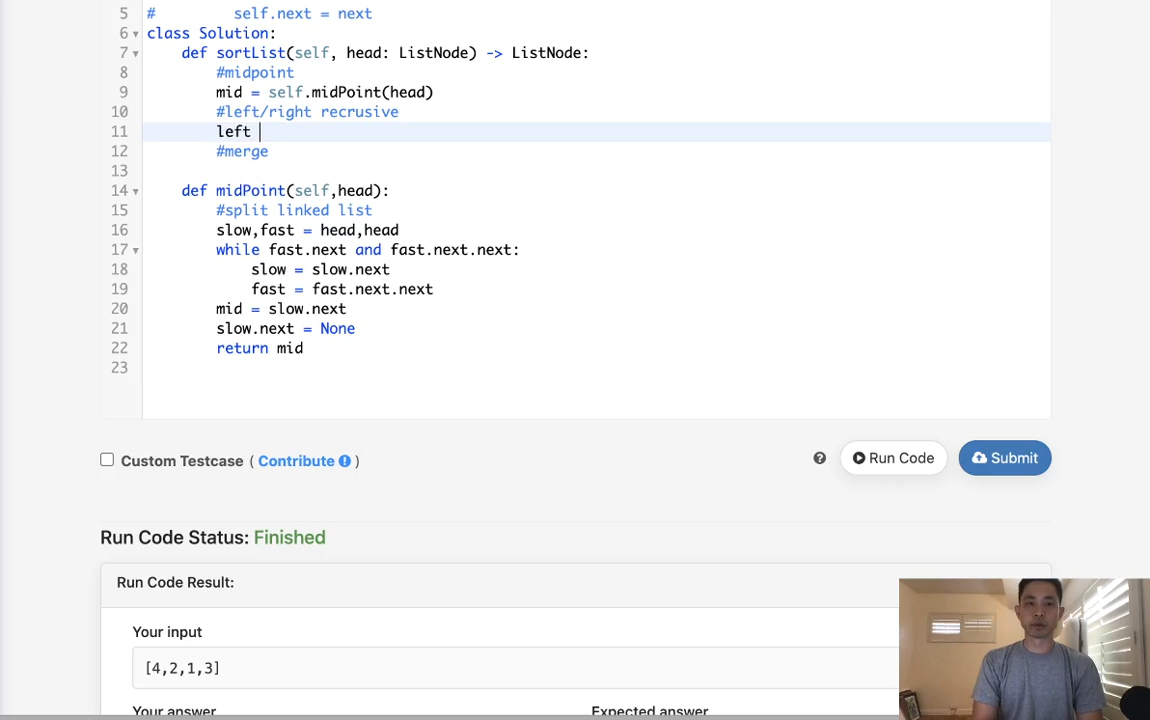 5 #         self.next = next
6 class Solution:
7     def sortList(self, head: ListNode) -> ListNode:
8         #midpoint
9         mid = self.midPoint(head)
10         #left/right recrusive
11         left
12         #merge
13
14     def midPoint(self,head):
15         #split linked list
16         slow,fast = head,head
17         while fast.next and fast.next.next:
18             slow = slow.next
19             fast = fast.next.next
20         mid = slow.next
21         slow.next = None
22         return mid
23
Custom Testcase ( Contribute )
? Run Code Submit
Run Code Status: Finished
Run Code Result:
Your input
[4,2,1,3]
Your answer Expected answer